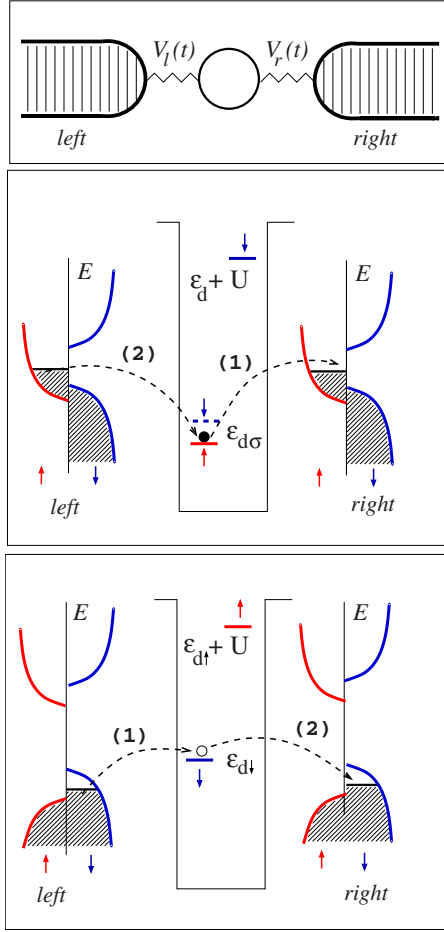 V_l(t) V_r(t)
left right
E E
ε_d + U
(2) (1)
ε_dσ
left right
E E
ε_d↑ + U
(1) (2)
ε_d↓
left right